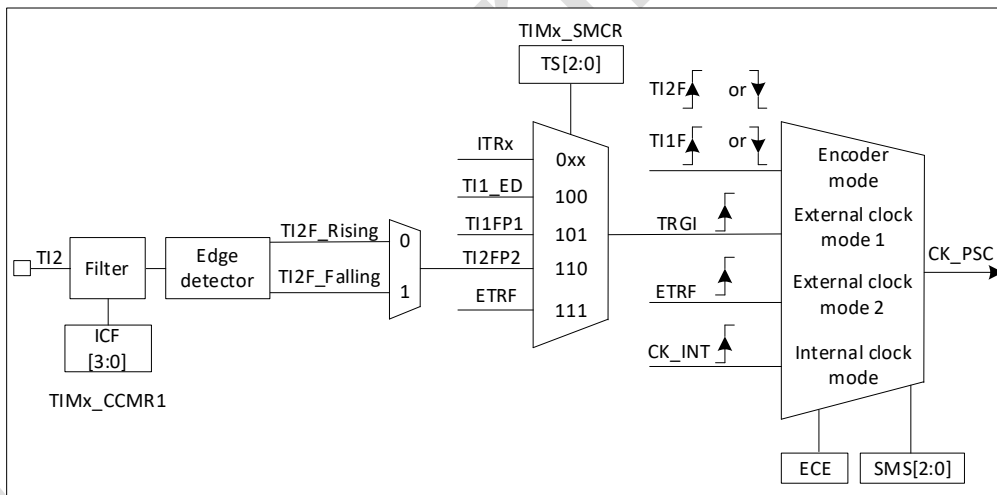 TIMx_SMCR
TS[2:0]
TI2F or
TI1F or
ITRx
0xx
Encoder
mode
TI1_ED
100
TI2F_Rising
0
TI1FP1
101
TRGI
External clock
mode 1
TI2
Filter
Edge
detector
TI2F_Falling
1
TI2FP2
110
CK_PSC
ETRF
111
ETRF
External clock
mode 2
ICF
[3:0]
CK_INT
Internal clock
mode
TIMx_CCMR1
ECE
SMS[2:0]